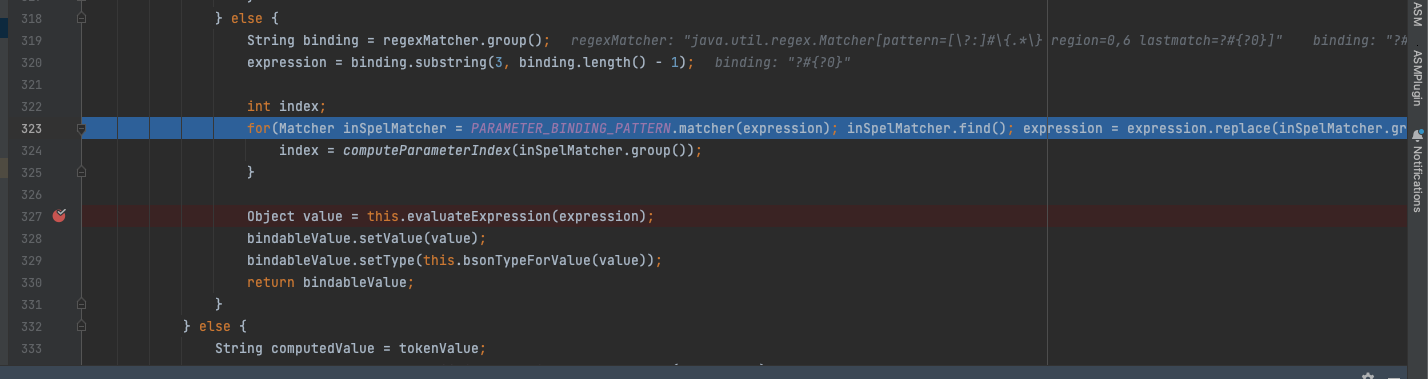 318 } else {
319 String binding = regexMatcher.group(); regexMatcher: "java.util.regex.Matcher[pattern=[\?:]#\{.*\} region=0,6 lastmatch=?#{?0}]" binding: "?#
320 expression = binding.substring(3, binding.length() - 1); binding: "?#{?0}"
321
322 int index;
323 for(Matcher inSpelMatcher = PARAMETER_BINDING_PATTERN.matcher(expression); inSpelMatcher.find(); expression = expression.replace(inSpelMatcher.gr
324 index = computeParameterIndex(inSpelMatcher.group());
325 }
326
327 Object value = this.evaluateExpression(expression);
328 bindableValue.setValue(value);
329 bindableValue.setType(this.bsonTypeForValue(value));
330 return bindableValue;
331 }
332 } else {
333 String computedValue = tokenValue;
ASM
ASMPlugin
Notifications